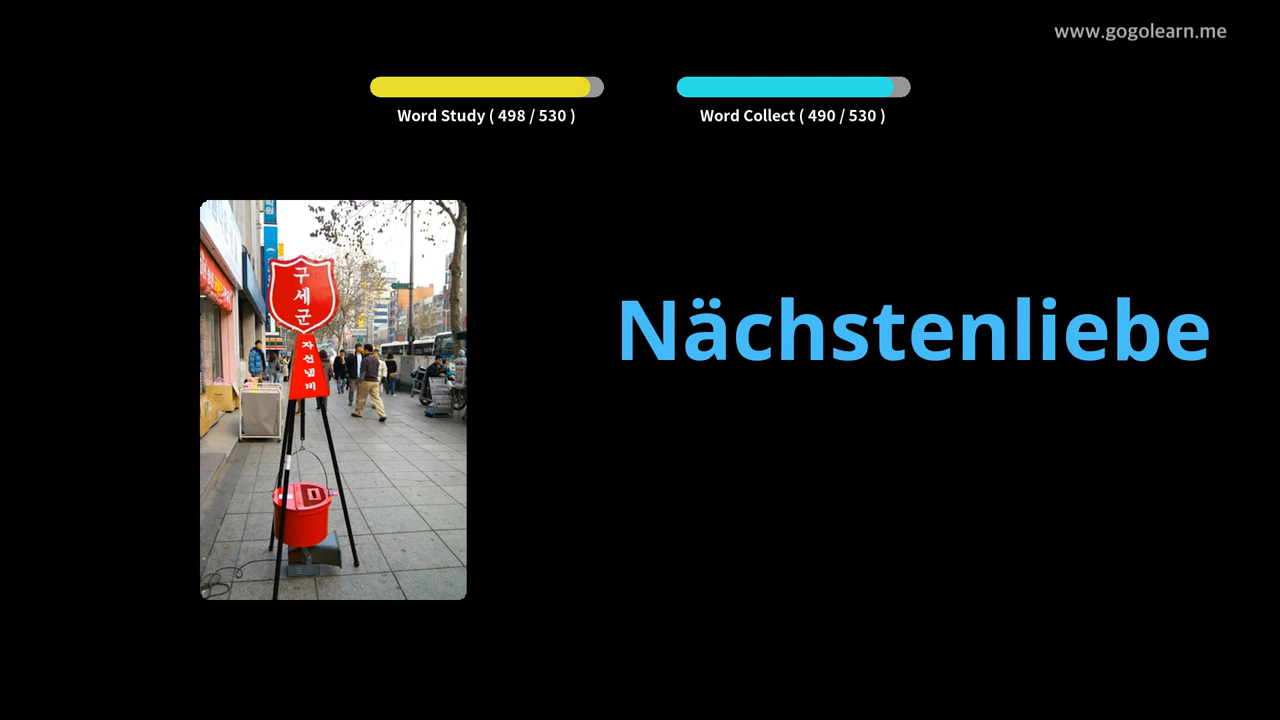 www.gogolearn.me
Word Study ( 498 / 530 )
Word Collect ( 490 / 530 )
구세군
자선냄비
Nächstenliebe